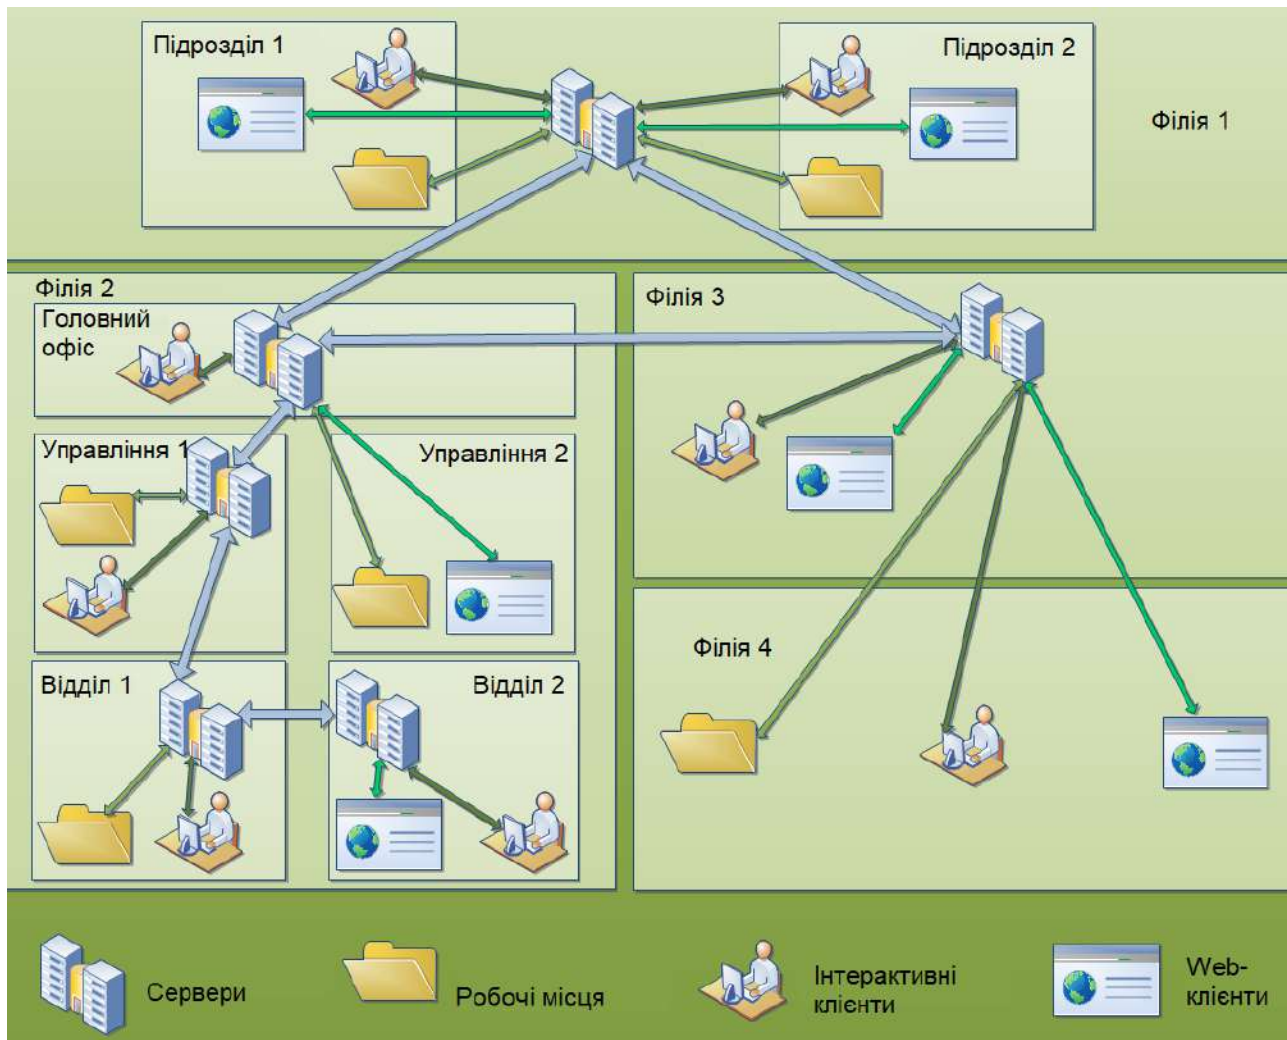 Підрозділ 1
Підрозділ 2
Філія 1
Філія 2
Головний
офіс
Філія 3
Управління 1
Управління 2
Філія 4
Відділ 1
Відділ 2
Сервери
Робочі місця
Інтерактивні
клієнти
Web-
клієнти